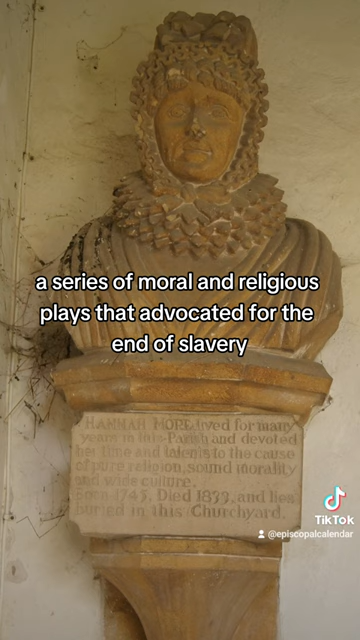 a series of moral and religious
plays that advocated for the
end of slavery
HANNAH MORE lived for many
years in this Parish and devoted
her time and talents to the cause
of pure religion, sound morality
and wide culture.
Born 1745, Died 1833, and lies
buried in this Churchyard.
TikTok
@episcopalcalendar